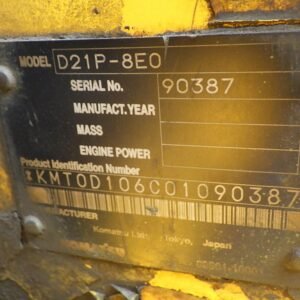 MODEL D21P-8E0
SERIAL No. 90387
MANUFACT.YEAR
MASS
ENGINE POWER
Product Identification Number
*KMT0D106C01090387
MANUFACTURER
Komatsu Ltd. Tokyo, Japan